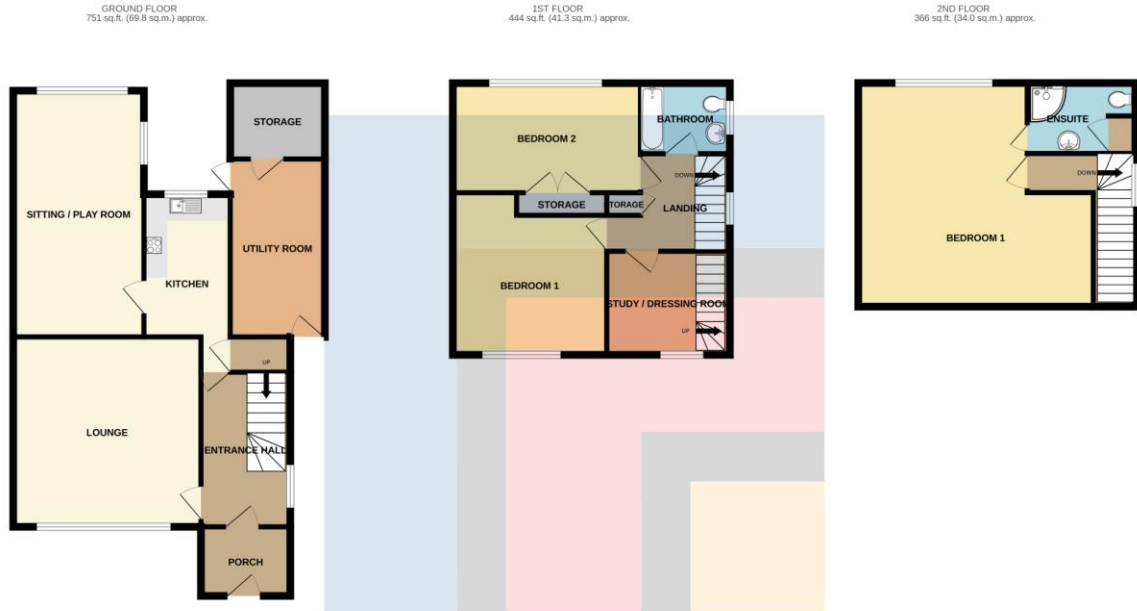 GROUND FLOOR
751 sq.ft. (69.8 sq.m.) approx.
STORAGE
SITTING / PLAY ROOM
UTILITY ROOM
KITCHEN
UP
LOUNGE
ENTRANCE HALL
PORCH
1ST FLOOR
444 sq.ft. (41.3 sq.m.) approx.
BATHROOM
BEDROOM 2
DOWN
STORAGE
TORAGE
LANDING
BEDROOM 1
STUDY / DRESSING ROOM
UP
2ND FLOOR
366 sq.ft. (34.0 sq.m.) approx.
ENSUITE
DOWN
BEDROOM 1